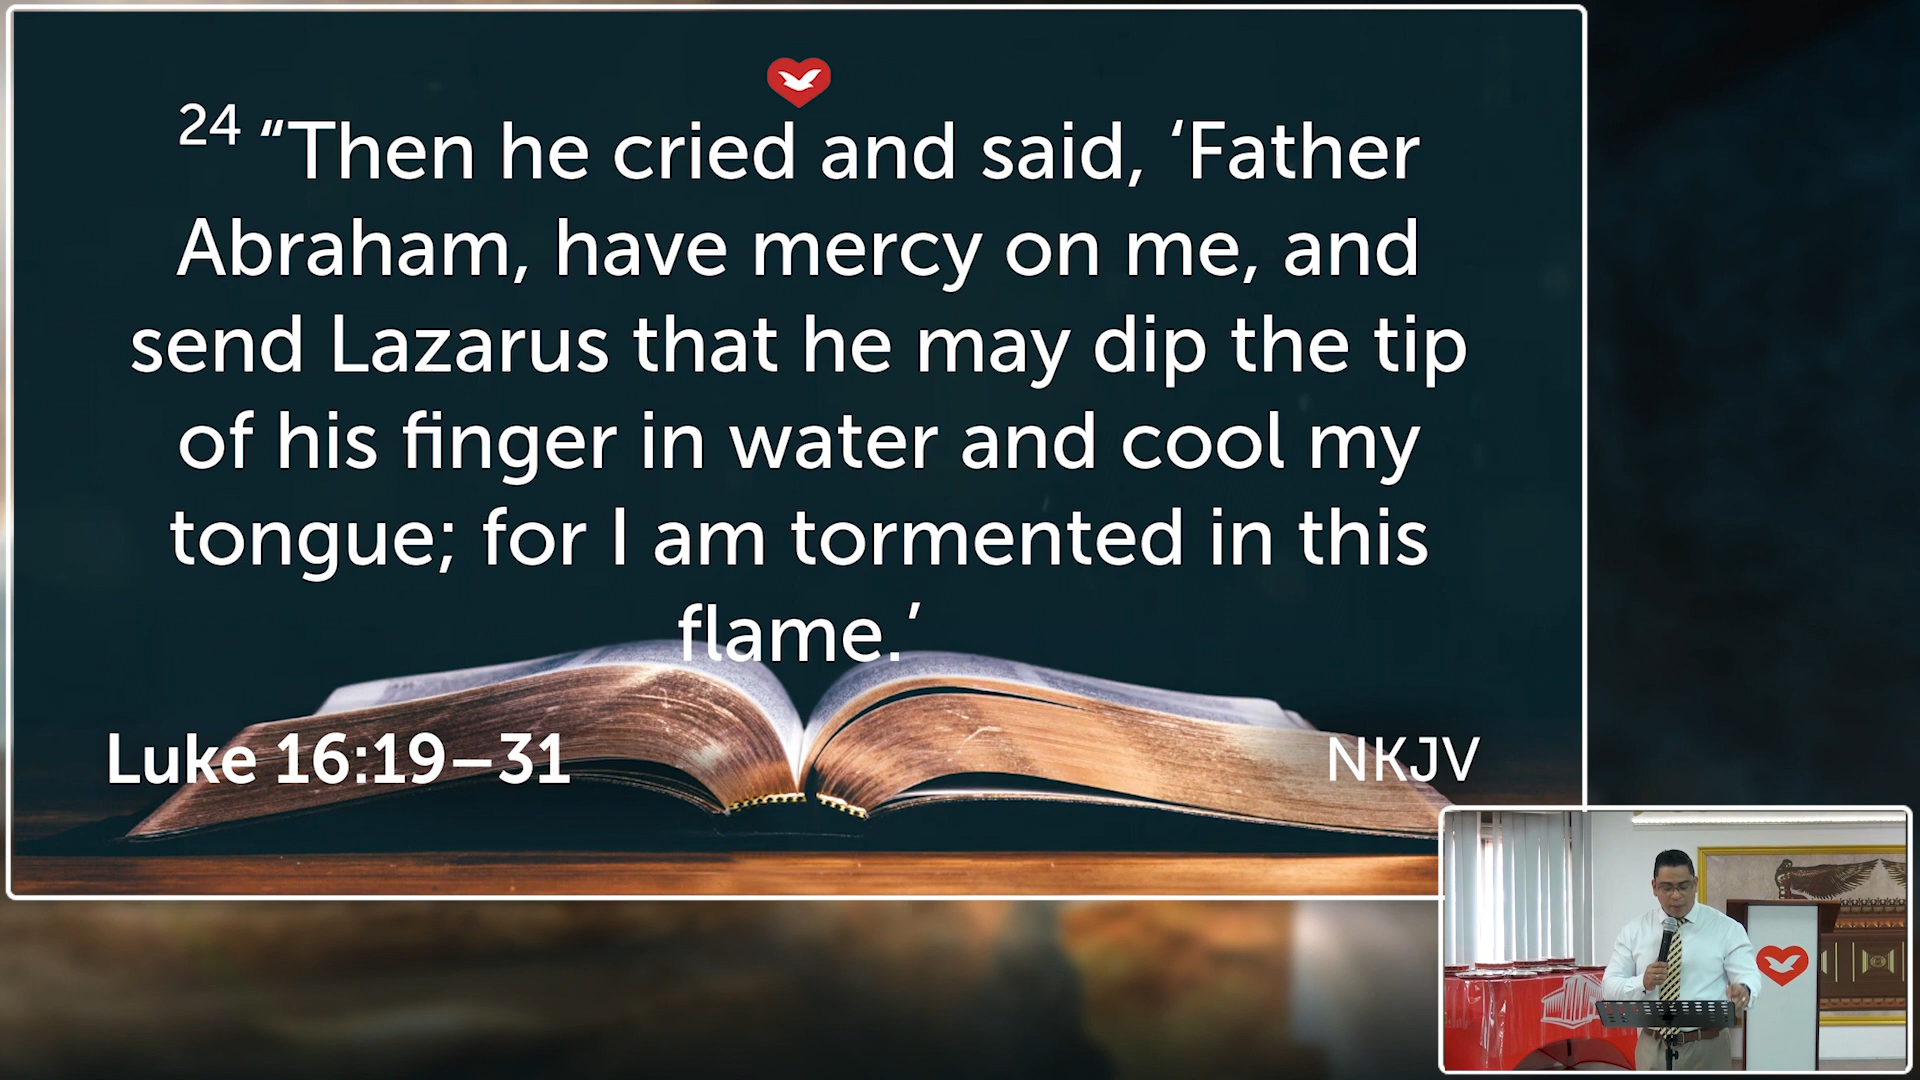 24 “Then he cried and said, ‘Father
Abraham, have mercy on me, and
send Lazarus that he may dip the tip
of his finger in water and cool my
tongue; for I am tormented in this
flame.’
Luke 16:19–31
NKJV